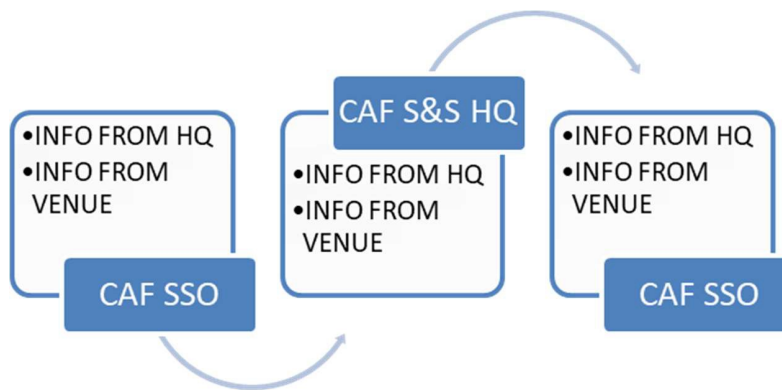 •INFO FROM HQ
•INFO FROM
VENUE
CAF SSO
CAF S&S HQ
•INFO FROM HQ
•INFO FROM
VENUE
•INFO FROM HQ
•INFO FROM
VENUE
CAF SSO